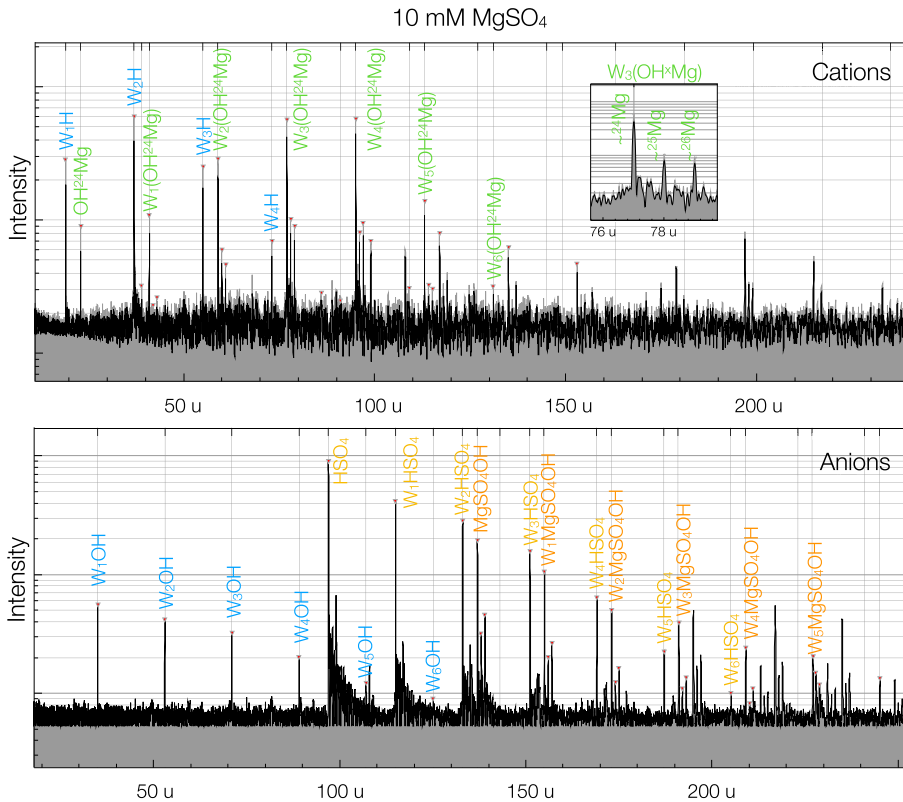 10 mM MgSO₄
Cations
Intensity
W₁H
OH²⁴Mg
W₂H
W₁(OH²⁴Mg)
W₃H
W₂(OH²⁴Mg)
W₄H
W₃(OH²⁴Mg)
W₄(OH²⁴Mg)
W₅(OH²⁴Mg)
W₆(OH²⁴Mg)
W₃(OHˣMg)
~²⁴Mg
~²⁵Mg
~²⁶Mg
76 u
78 u
50 u
100 u
150 u
200 u
Anions
Intensity
W₁OH
W₂OH
W₃OH
W₄OH
HSO₄
W₅OH
W₁HSO₄
W₆OH
W₂HSO₄
MgSO₄OH
W₃HSO₄
W₁MgSO₄OH
W₄HSO₄
W₂MgSO₄OH
W₅HSO₄
W₃MgSO₄OH
W₆HSO₄
W₄MgSO₄OH
W₅MgSO₄OH
50 u
100 u
150 u
200 u